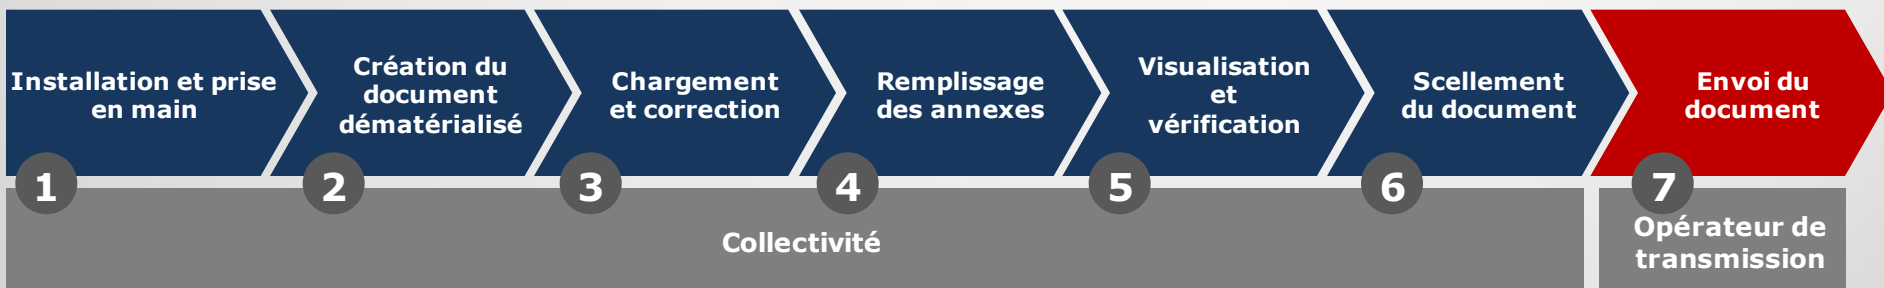 Installation et prise
en main
1
Création du
document
dématérialisé
2
Chargement
et correction
3
Remplissage
des annexes
4
Visualisation
et
vérification
5
Scellement
du document
6
Envoi du
document
7
Collectivité
Opérateur de
transmission